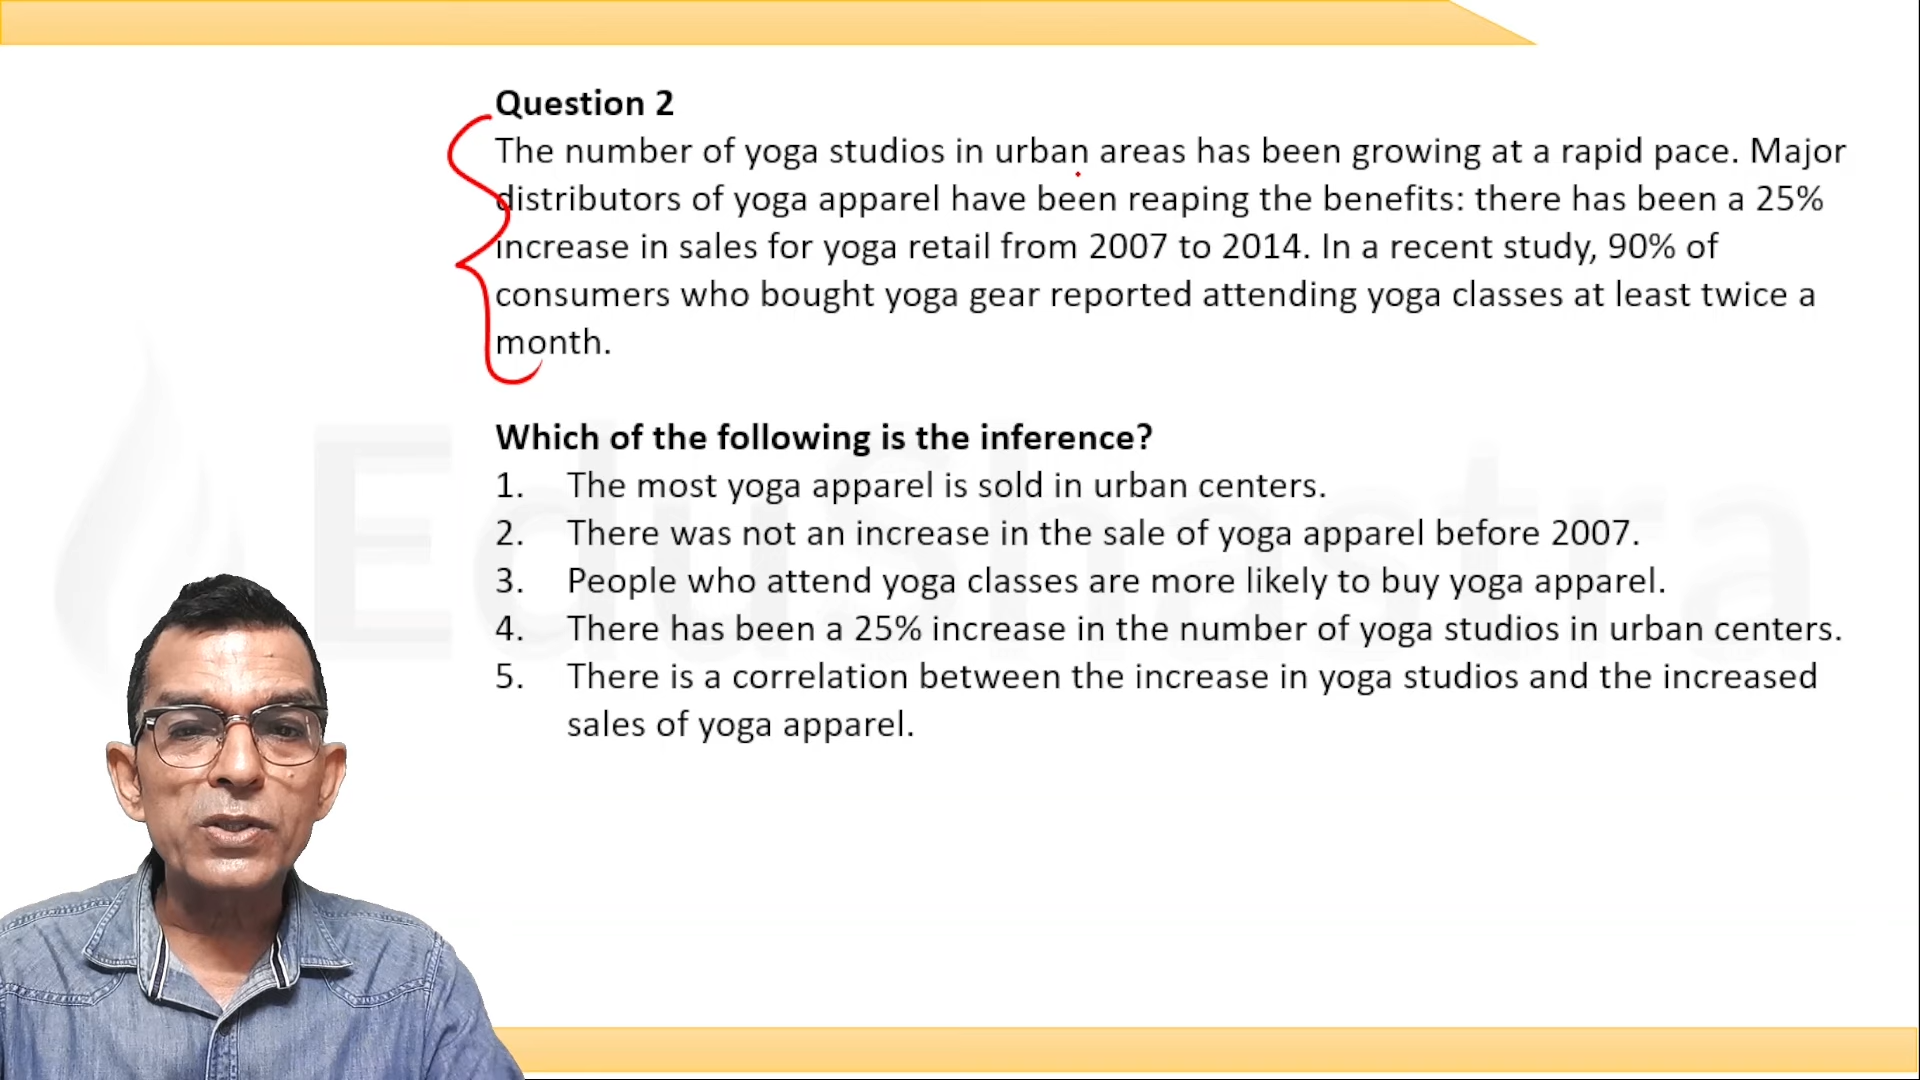 Question 2
The number of yoga studios in urban areas has been growing at a rapid pace. Major
distributors of yoga apparel have been reaping the benefits: there has been a 25%
increase in sales for yoga retail from 2007 to 2014. In a recent study, 90% of
consumers who bought yoga gear reported attending yoga classes at least twice a
month.
Which of the following is the inference?
1. The most yoga apparel is sold in urban centers.
2. There was not an increase in the sale of yoga apparel before 2007.
3. People who attend yoga classes are more likely to buy yoga apparel.
4. There has been a 25% increase in the number of yoga studios in urban centers.
5. There is a correlation between the increase in yoga studios and the increased
sales of yoga apparel.
EduShastra